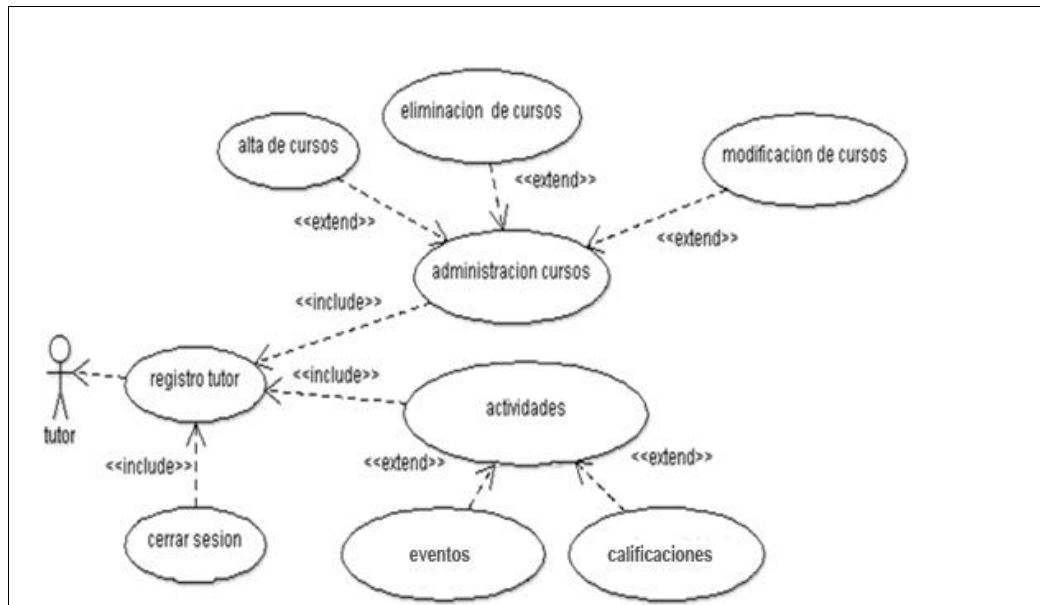 eliminacion de cursos
alta de cursos
modificacion de cursos
<<extend>>
<<extend>>
<<extend>>
administracion cursos
<<include>>
registro tutor
<<include>>
actividades
tutor
<<include>>
<<extend>>
<<extend>>
cerrar sesion
eventos
calificaciones